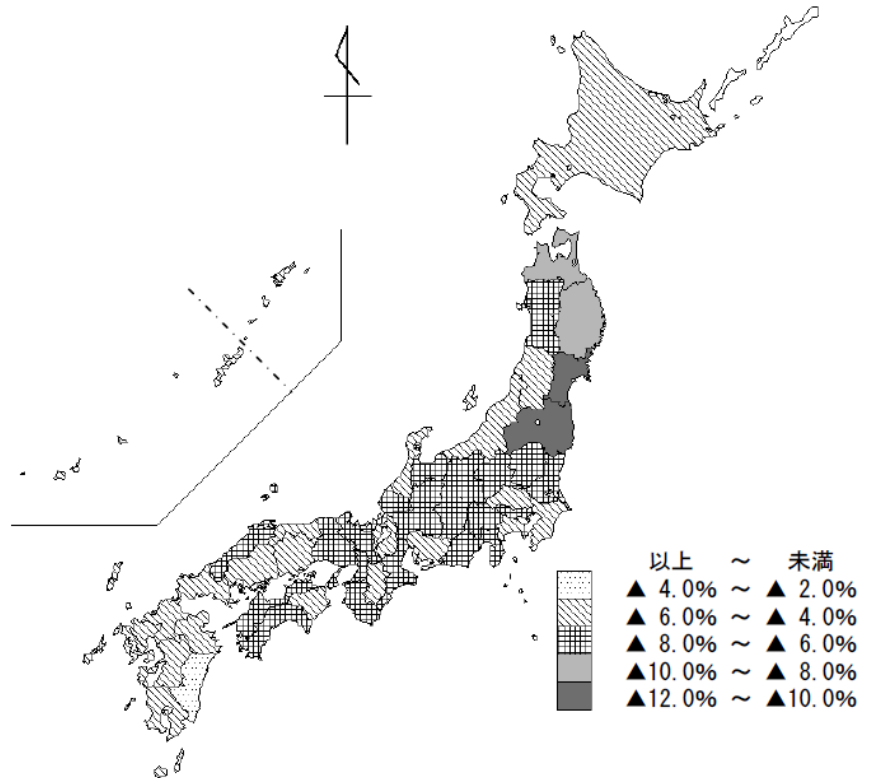 以上 ～ 未満
▲ 4.0% ～ ▲ 2.0%
▲ 6.0% ～ ▲ 4.0%
▲ 8.0% ～ ▲ 6.0%
▲10.0% ～ ▲ 8.0%
▲12.0% ～ ▲10.0%